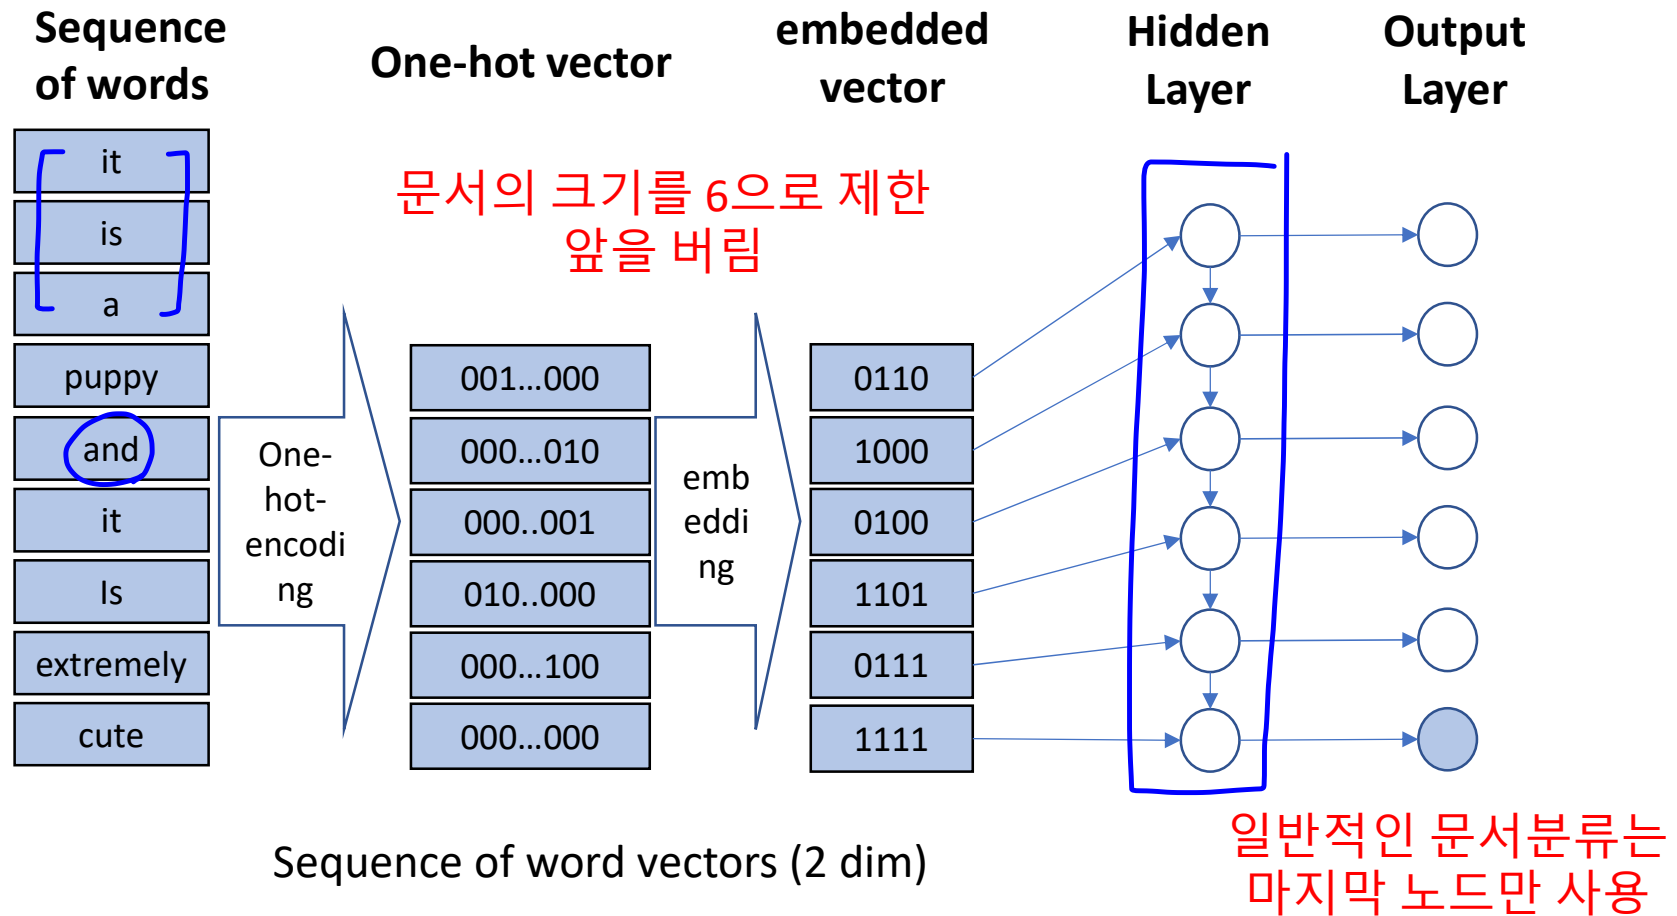 Sequence
of words
One-hot vector
embedded
vector
Hidden
Layer
Output
Layer
it
is
a
puppy
and
it
Is
extremely
cute
문서의 크기를 6으로 제한
앞을 버림
One-
hot-
encodi
ng
001...000
000...010
000..001
010..000
000...100
000...000
emb
eddi
ng
0110
1000
0100
1101
0111
1111
Sequence of word vectors (2 dim)
일반적인 문서분류는
마지막 노드만 사용